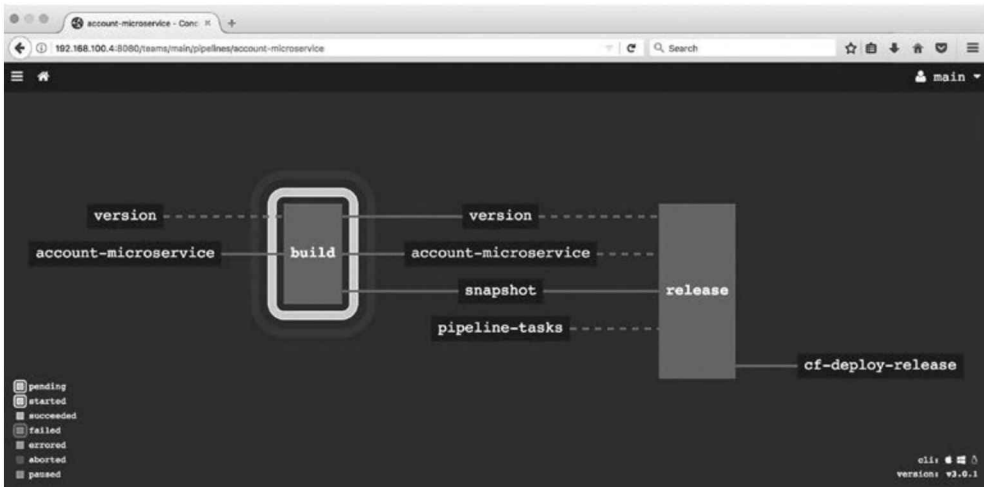 account-microservice - Conc
192.168.100.4:8080/teams/main/pipelines/account-microservice
Search
main
version
version
account-microservice
build
account-microservice
snapshot
release
pipeline-tasks
cf-deploy-release
pending
started
succeeded
failed
errored
aborted
paused
cli:
version: v3.0.1